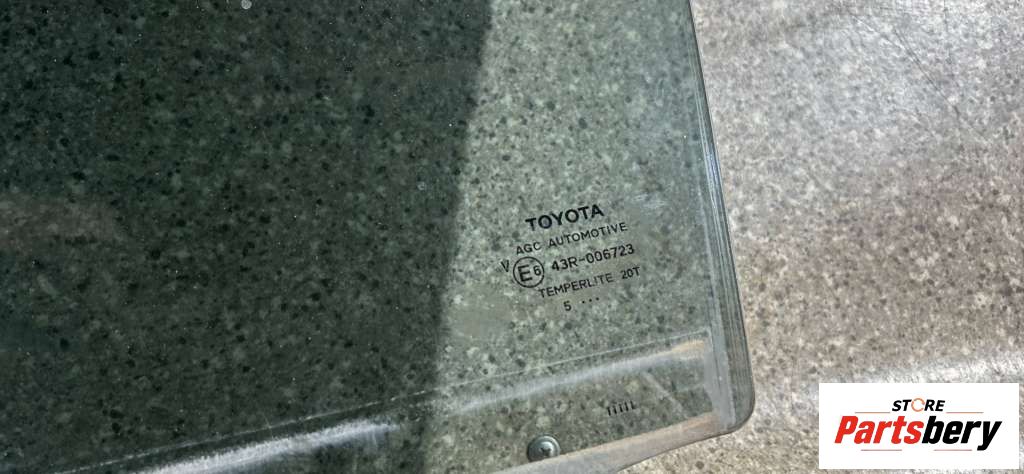 TOYOTA
AGC AUTOMOTIVE
V E6 43R-006723
TEMPERLITE 20T
5 ...
STORE
Partsbery